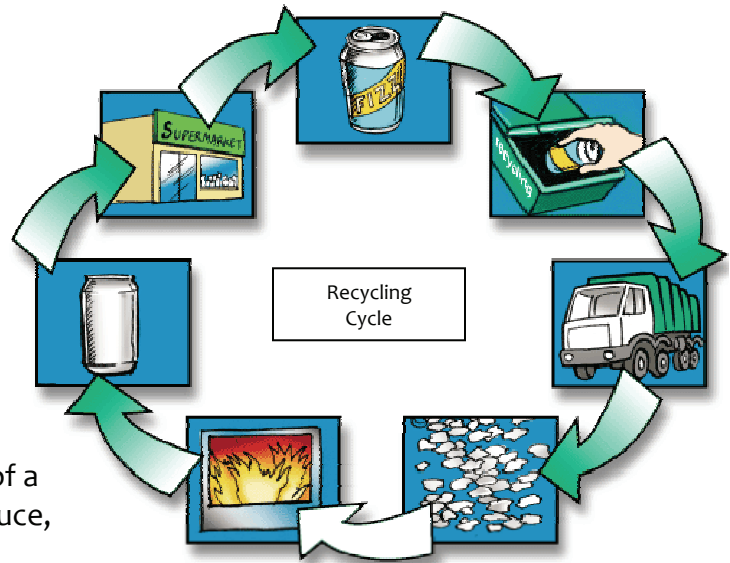 FIZZ
SUPERMARKET
recycling
Recycling
Cycle
of a
uce,